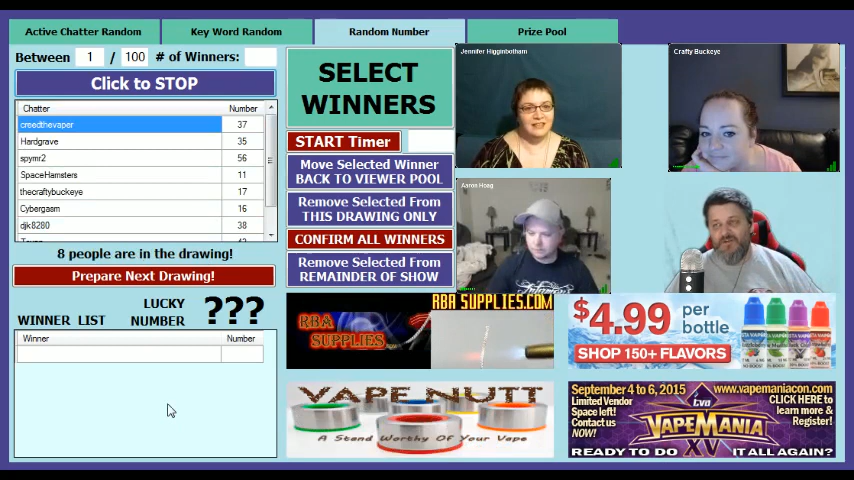 Active Chatter Random
Key Word Random
Random Number
Prize Pool
Between 1 / 100 # of Winners:
Click to STOP
Chatter Number
creedthevaper 37
Hardgrave 35
spymr2 56
SpaceHamsters 11
thecraftybuckeye 17
Cybergasm 16
djk8280 38
8 people are in the drawing!
Prepare Next Drawing!
WINNER LIST
LUCKY
NUMBER
???
Winner Number
SELECT
WINNERS
START Timer
Move Selected Winner
BACK TO VIEWER POOL
Remove Selected From
THIS DRAWING ONLY
CONFIRM ALL WINNERS
Remove Selected From
REMAINDER OF SHOW
Jennifer Higginbotham
Crafty Buckeye
Aaron Hoag
RBA
SUPPLIES
RBA SUPPLIES.COM
$4.99 per
bottle
SHOP 150+ FLAVORS
VAPE NUTT
A Stand Worthy Of Your Vape
September 4 to 6, 2015
www.vapemaniacon.com
Limited
Vendor
Space left!
Contact us
NOW!
CLICK HERE to
learn more &
Register!
tva
VAPEMANIA
XV
READY TO DO IT ALL AGAIN?